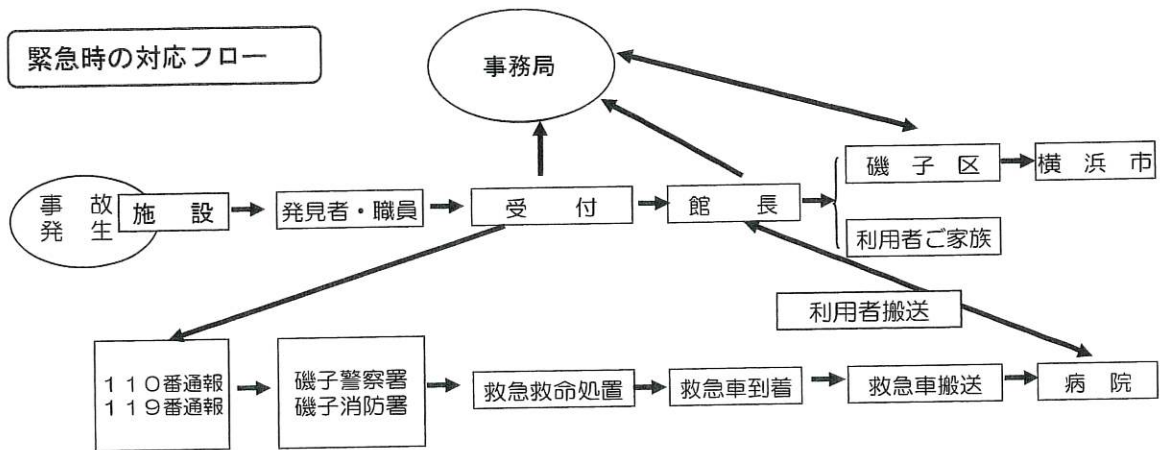 緊急時の対応フロー
事務局
磯　子　区
横　浜　市
事　故
発　生
施　設
発見者・職員
受　付
館　長
利用者ご家族
利用者搬送
１１０番通報
１１９番通報
磯子警察署
磯子消防署
救急救命処置
救急車到着
救急車搬送
病　院